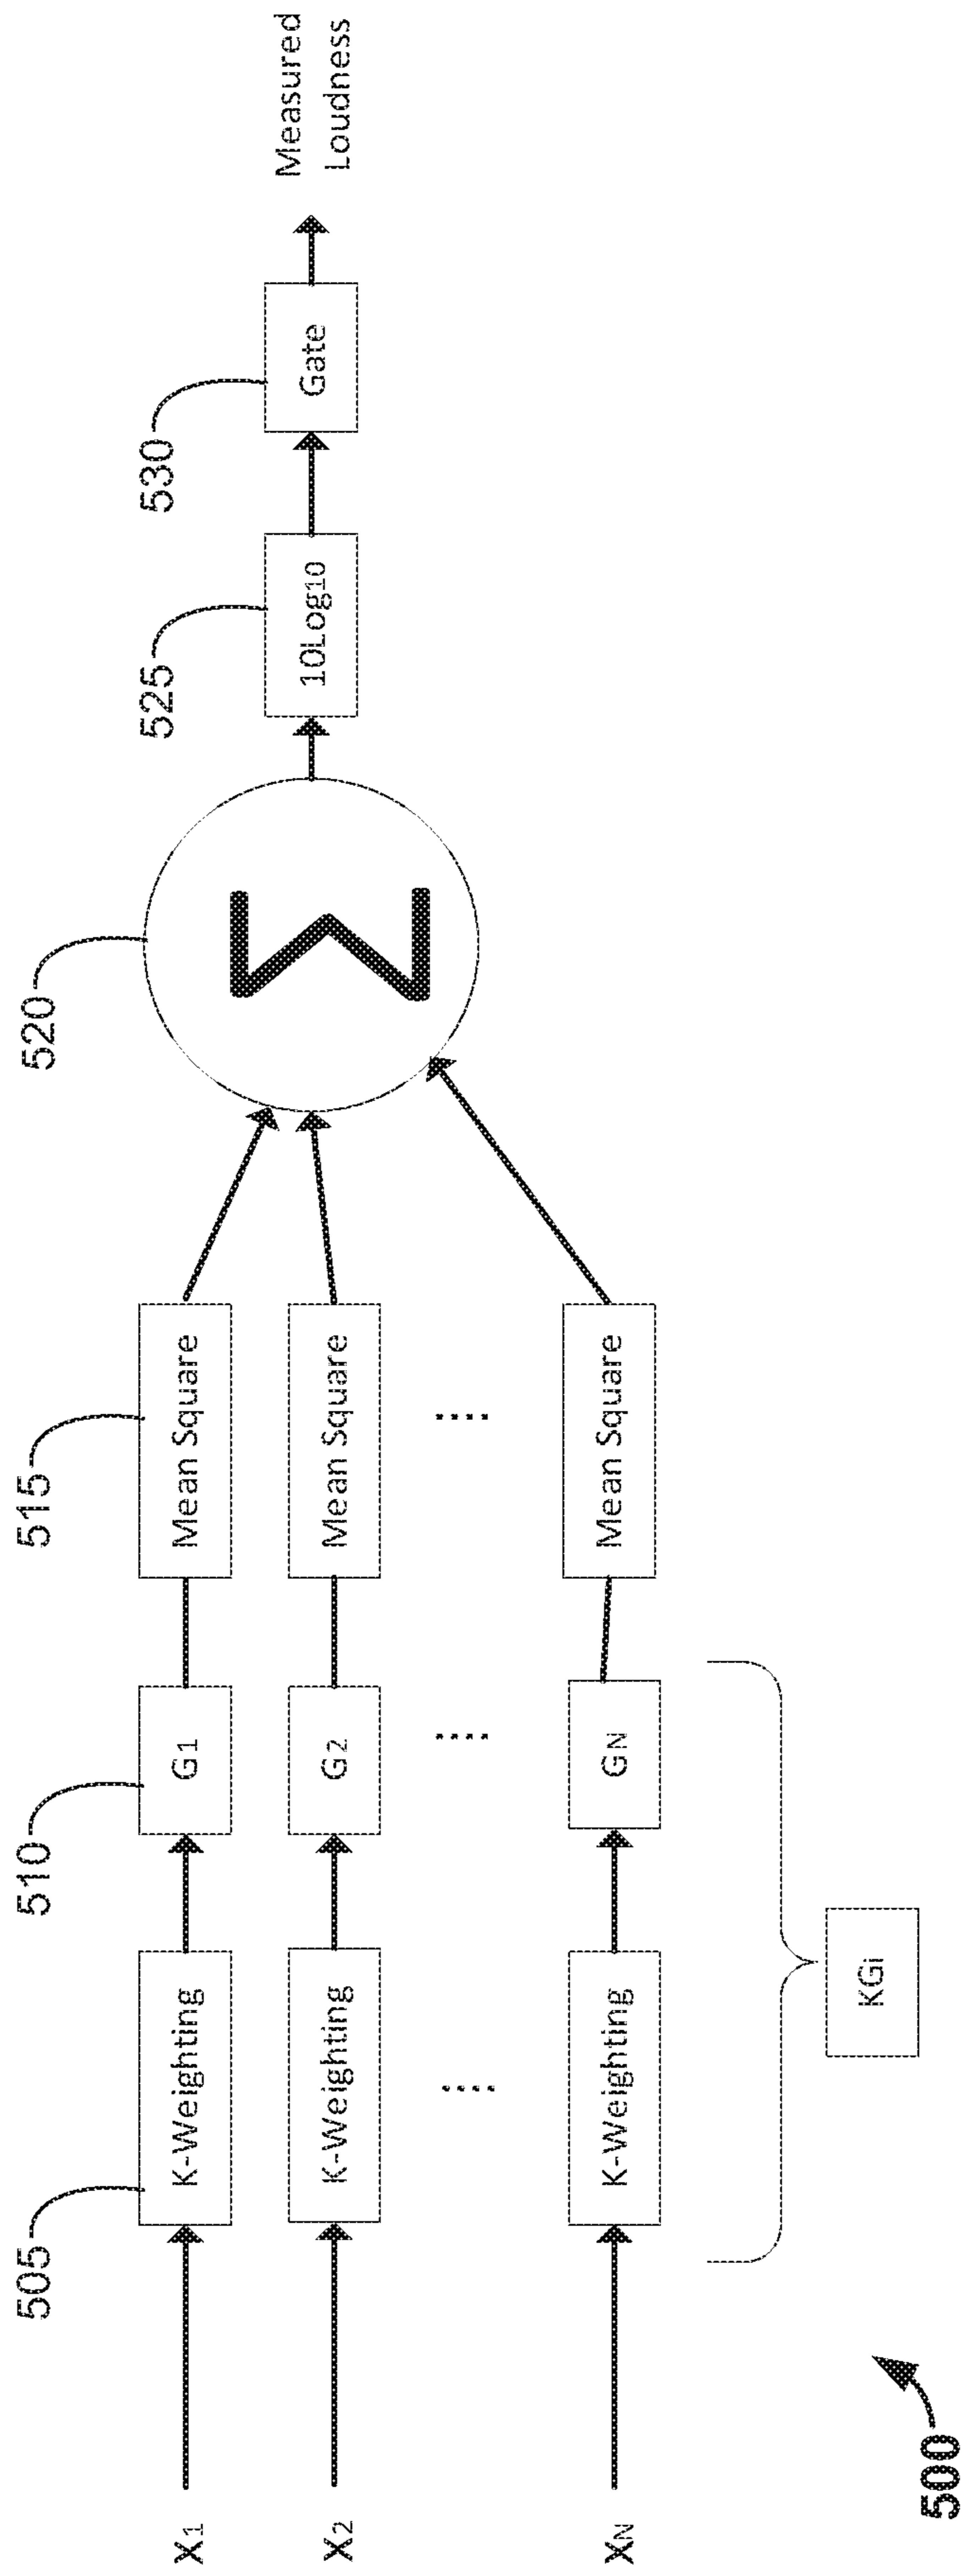 505
510
515
520
525
530
X1
K-Weighting
G1
Mean Square
X2
K-Weighting
G2
Mean Square
....
....
....
XN
K-Weighting
GN
Mean Square
Σ
10Log10
Gate
Measured
Loudness
KGi
500